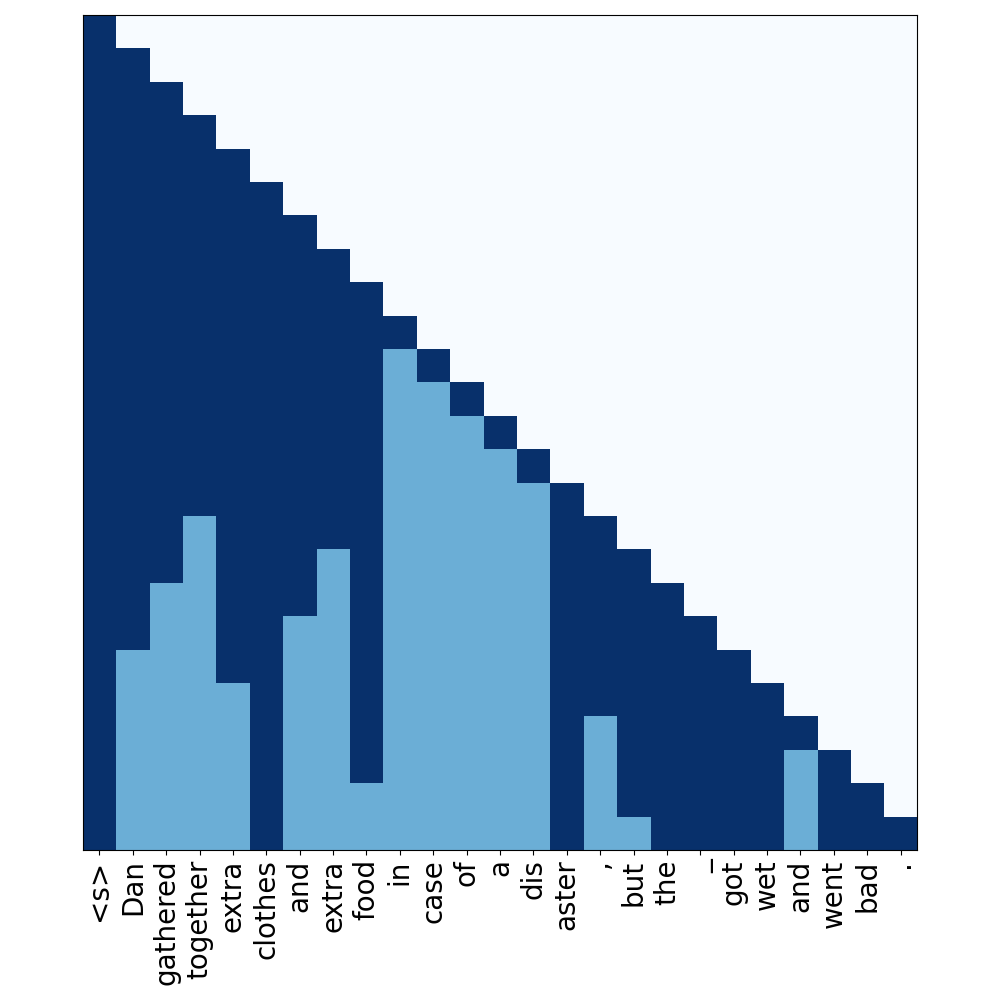 <s> Dan gathered together extra clothes and extra food in case of a dis aster , but the _ got wet and went bad .